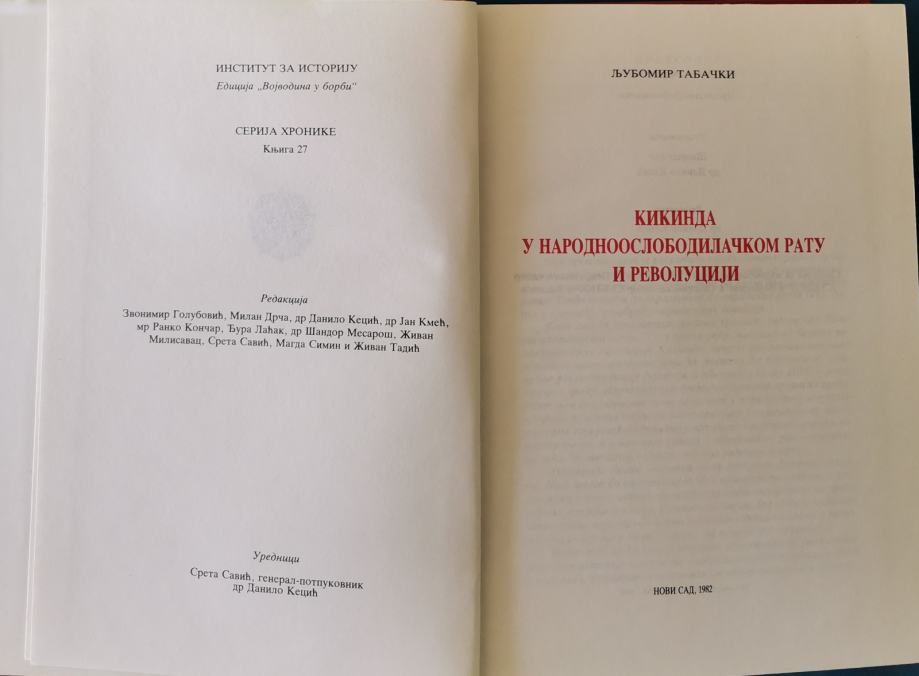 ИНСТИТУТ ЗА ИСТОРИЈУ
Едиција „Војводина у борби“
СЕРИЈА ХРОНИКЕ
Књига 27
Редакција
Звонимир Голубовић, Милан Дрча, др Данило Кецић, др Јан Кмећ,
мр Ранко Кончар, Ђура Лаћак, др Шандор Месарош, Живан
Милисавац, Срета Савић, Магда Симин и Живан Тадић
Уредници
Срета Савић, генерал-потпуковник
др Данило Кецић
ЉУБОМИР ТАБАЧКИ
КИКИНДА
У НАРОДНООСЛОБОДИЛАЧКОМ РАТУ
И РЕВОЛУЦИЈИ
НОВИ САД, 1982